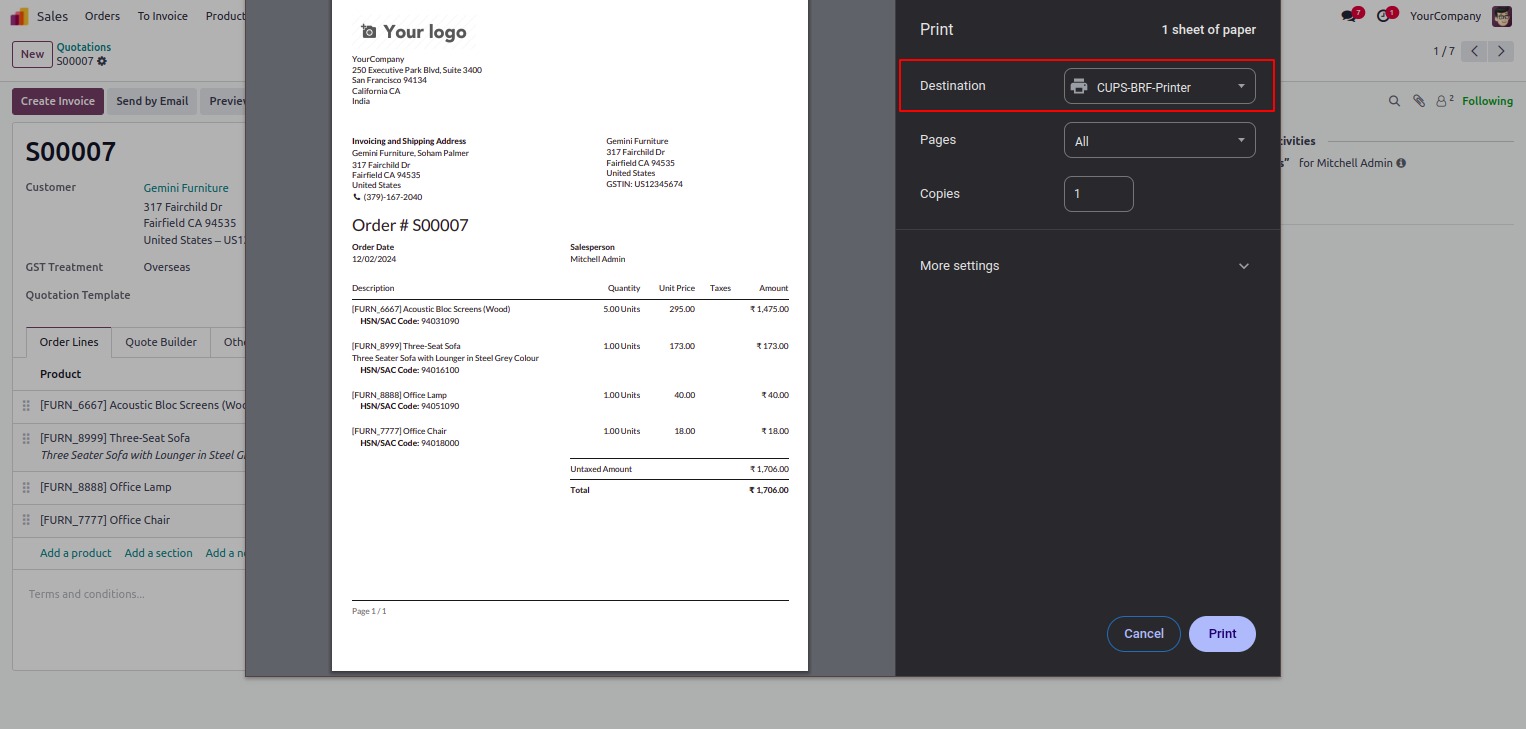 Sales
Orders
To Invoice
Product
7
1
YourCompany
New
Quotations
S00007
1 / 7
Create Invoice
Send by Email
Preview
2
Following
S00007
Customer
Gemini Furniture
317 Fairchild Dr
Fairfield CA 94535
United States – US1
GST Treatment
Overseas
Quotation Template
Order Lines
Quote Builder
Othe
Product
[FURN_6667] Acoustic Bloc Screens (Woo
[FURN_8999] Three-Seat Sofa
Three Seater Sofa with Lounger in Steel G
[FURN_8888] Office Lamp
[FURN_7777] Office Chair
Add a product
Add a section
Add a n
Terms and conditions...
Your logo
YourCompany
250 Executive Park Blvd, Suite 3400
San Francisco 94134
California CA
India
Invoicing and Shipping Address
Gemini Furniture, Soham Palmer
317 Fairchild Dr
Fairfield CA 94535
United States
(379)-167-2040
Gemini Furniture
317 Fairchild Dr
Fairfield CA 94535
United States
GSTIN: US12345674
Order # S00007
Order Date
12/02/2024
Salesperson
Mitchell Admin
Description Quantity Unit Price Taxes Amount
[FURN_6667] Acoustic Bloc Screens (Wood) 5.00 Units 295.00 ₹ 1,475.00
HSN/SAC Code: 94031090
[FURN_8999] Three-Seat Sofa 1.00 Units 173.00 ₹ 173.00
Three Seater Sofa with Lounger in Steel Grey Colour
HSN/SAC Code: 94016100
[FURN_8888] Office Lamp 1.00 Units 40.00 ₹ 40.00
HSN/SAC Code: 94051090
[FURN_7777] Office Chair 1.00 Units 18.00 ₹ 18.00
HSN/SAC Code: 94018000
Untaxed Amount ₹ 1,706.00
Total ₹ 1,706.00
Page 1 / 1
Print
1 sheet of paper
Destination
CUPS-BRF-Printer
Pages
All
Copies
1
More settings
Cancel
Print
tivities
s” for Mitchell Admin